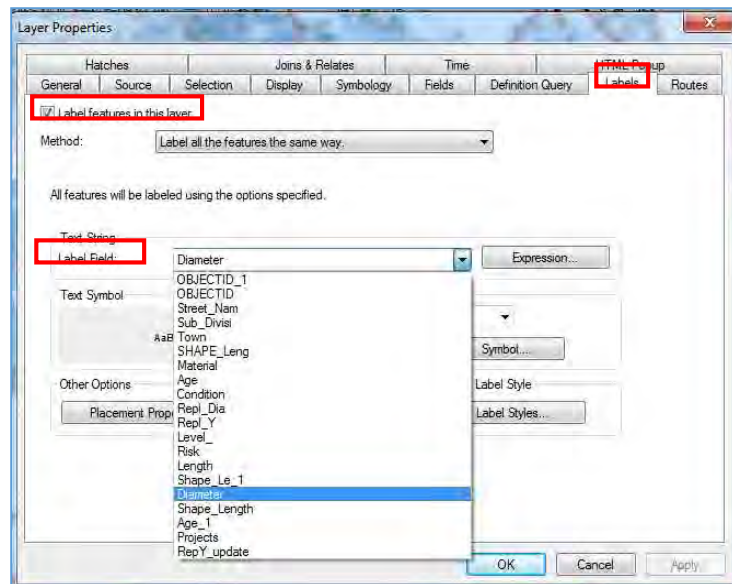 Layer Properties
Hatches Joins & Relates Time HTML Popup
General Source Selection Display Symbology Fields Definition Query Labels Routes
Label features in this layer
Method: Label all the features the same way.
All features will be labeled using the options specified.
Text String
Label Field: Diameter Expression...
OBJECTID_1
OBJECTID
Street_Nam
Sub_Divisi
Town
SHAPE_Leng
Material
Age
Condition
Repl_Dia
Repl_Y
Level_
Risk
Length
Shape_Le_1
Diameter
Shape_Length
Age_1
Projects
RepY_update
Text Symbol
AaB
Symbol...
Other Options Label Style
Placement Prop Label Styles...
OK Cancel Apply